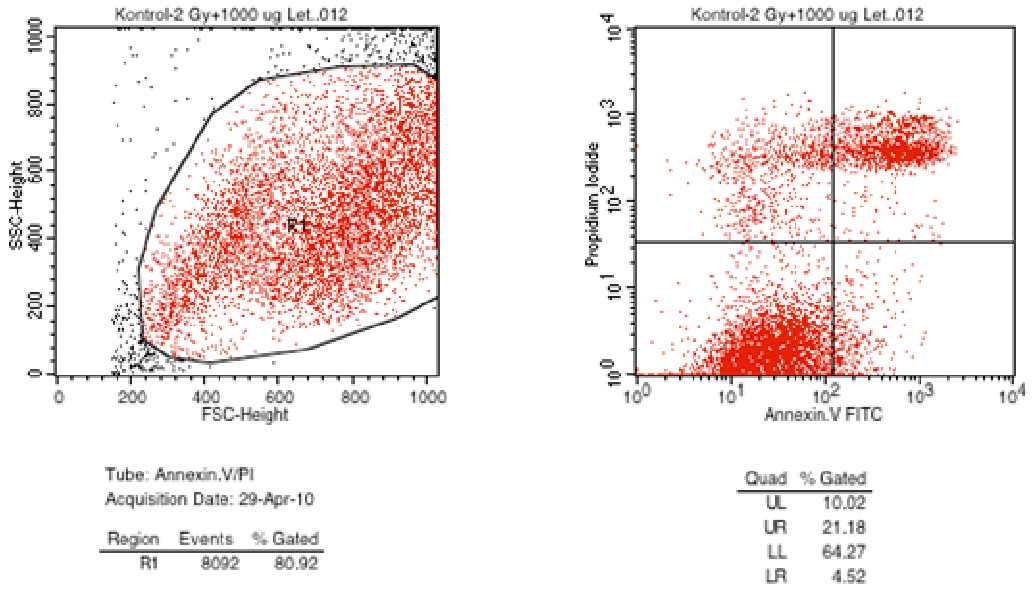 Kontrol-2 Gy+1000 ug Let..012
SSC-Height
1000
800
600
400
200
0
R1
0 200 400 600 800 1000
FSC-Height
Tube: Annexin.V/PI
Acquisition Date: 29-Apr-10
Region Events % Gated
R1 8092 80.92
Kontrol-2 Gy+1000 ug Let..012
Propidium_Iodide
10^4
10^3
10^2
10^1
10^0
10^0 10^1 10^2 10^3 10^4
Annexin.V FITC
Quad % Gated
UL 10.02
UR 21.18
LL 64.27
LR 4.52